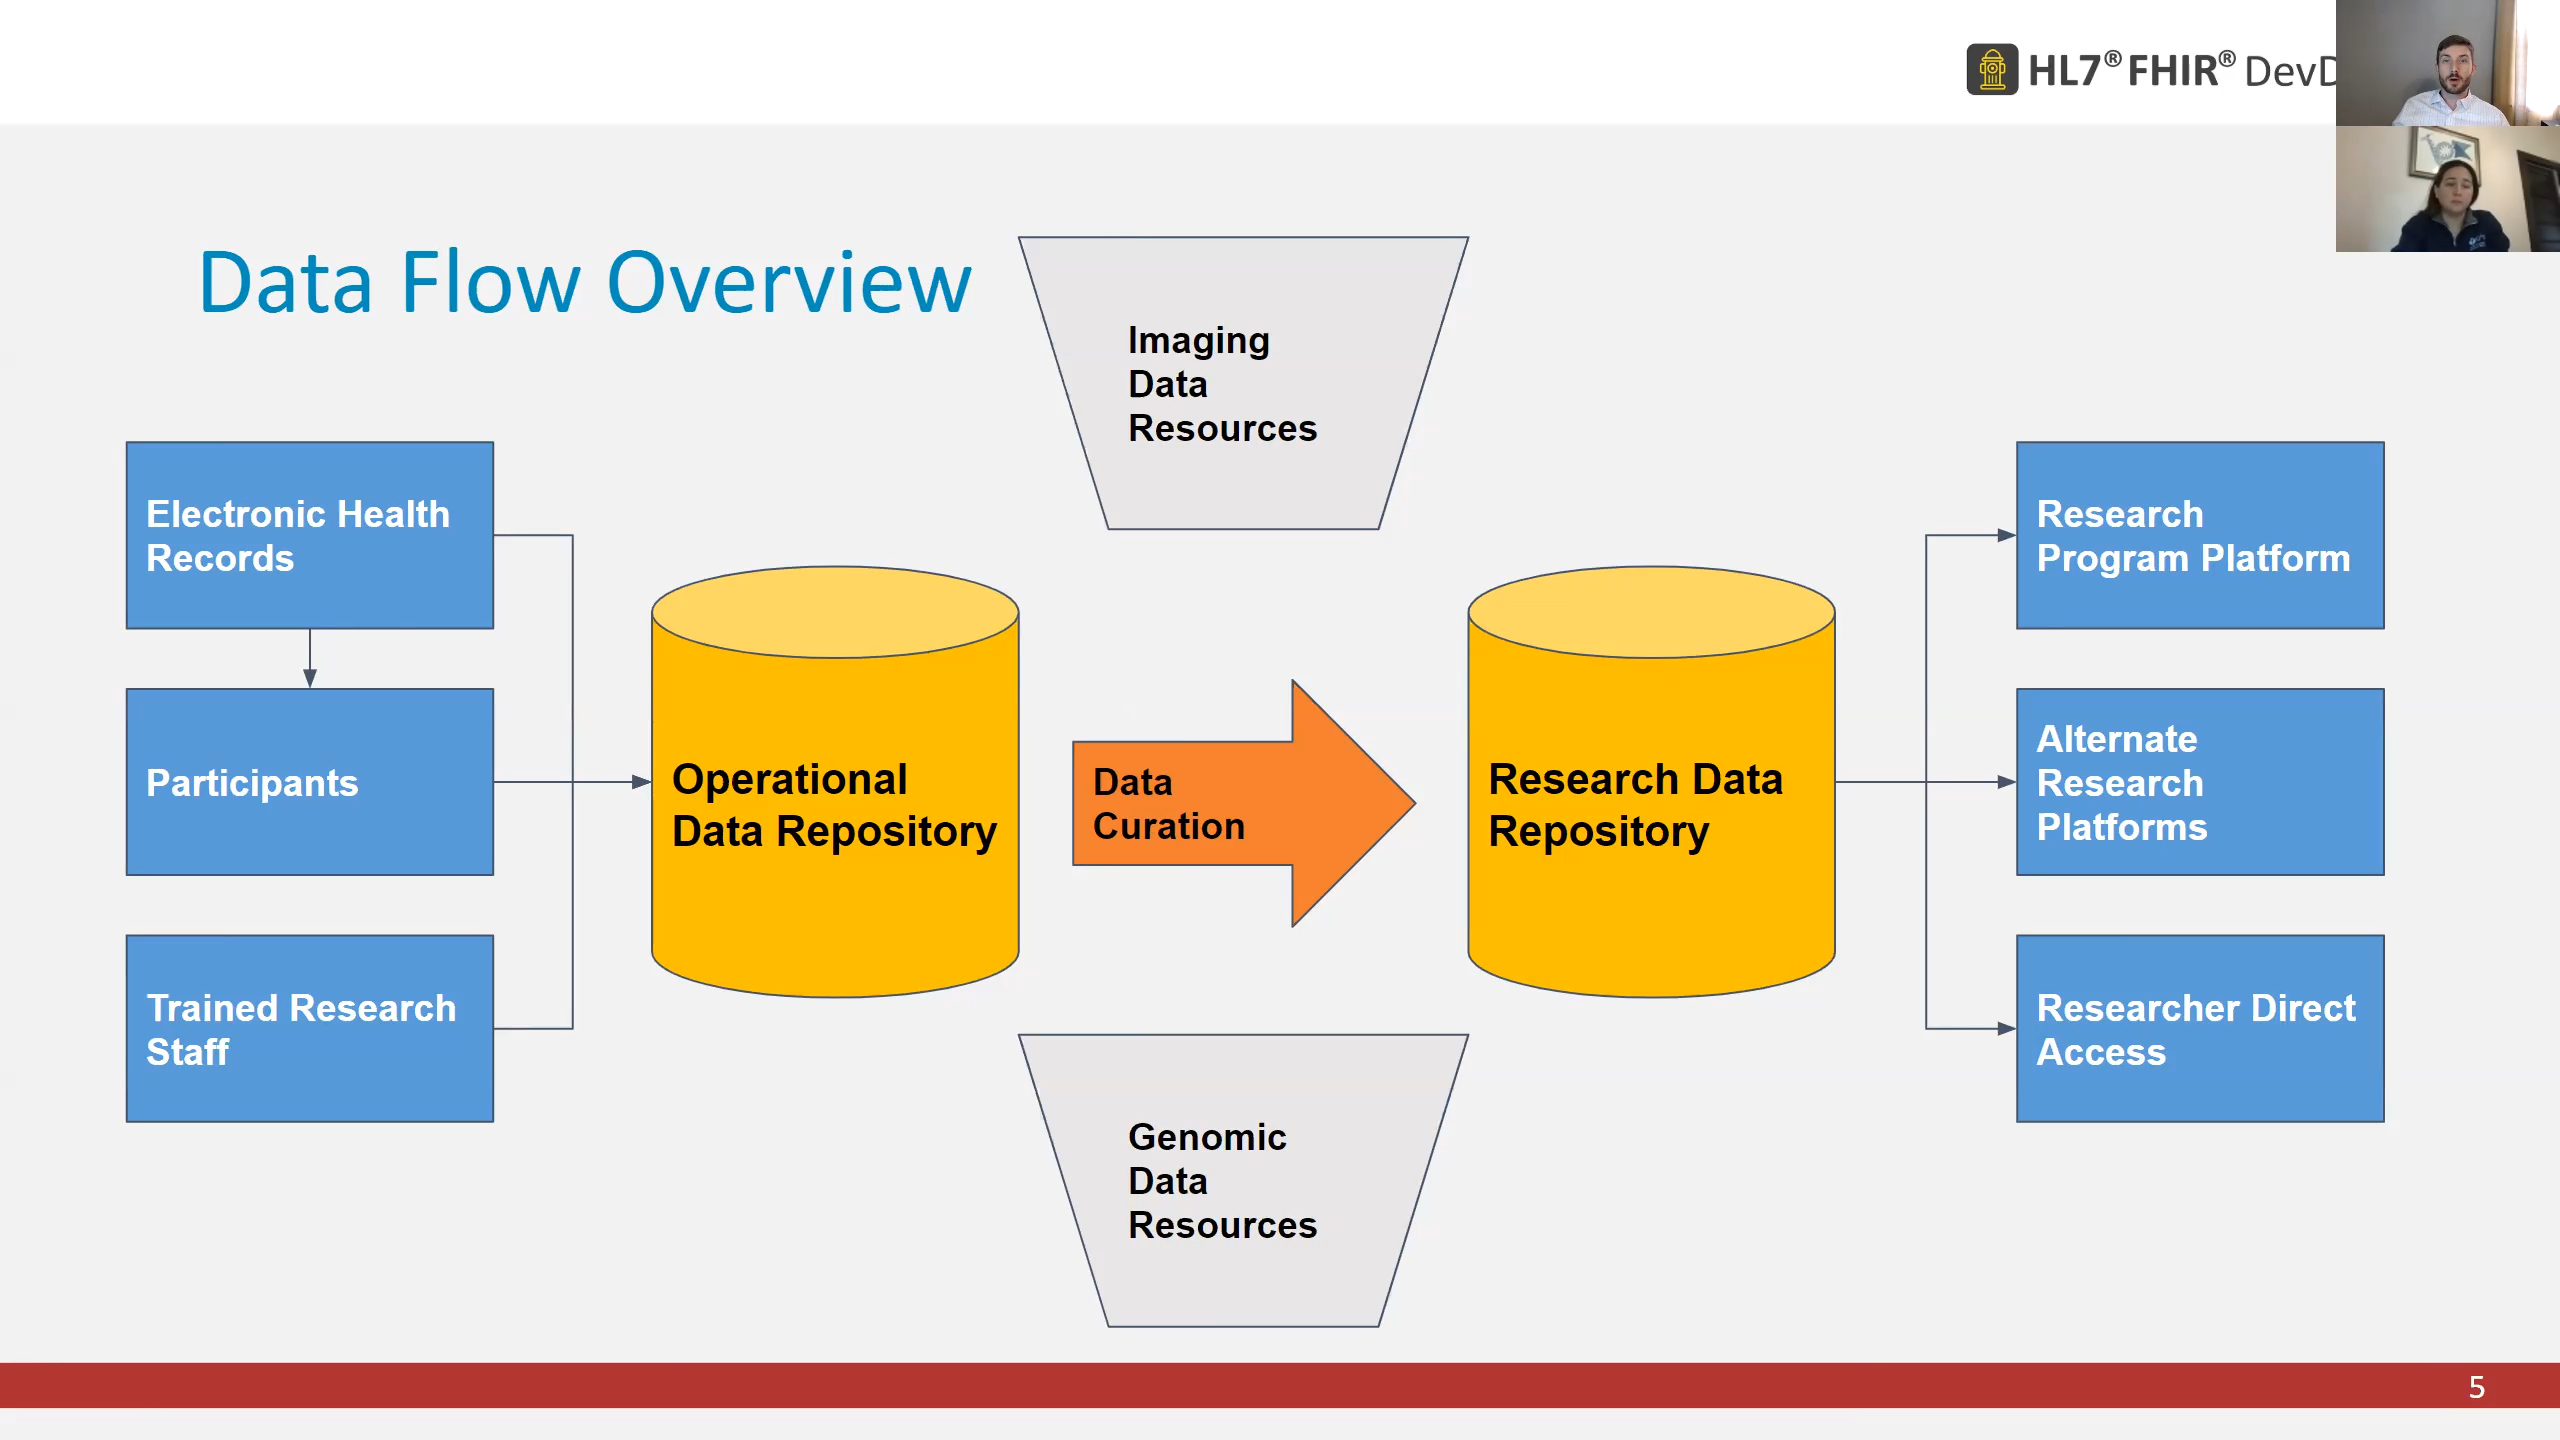 HL7® FHIR® DevD
Data Flow Overview
Imaging
Data
Resources
Electronic Health
Records
Participants
Trained Research
Staff
Operational
Data Repository
Data
Curation
Research Data
Repository
Genomic
Data
Resources
Research
Program Platform
Alternate
Research
Platforms
Researcher Direct
Access
5